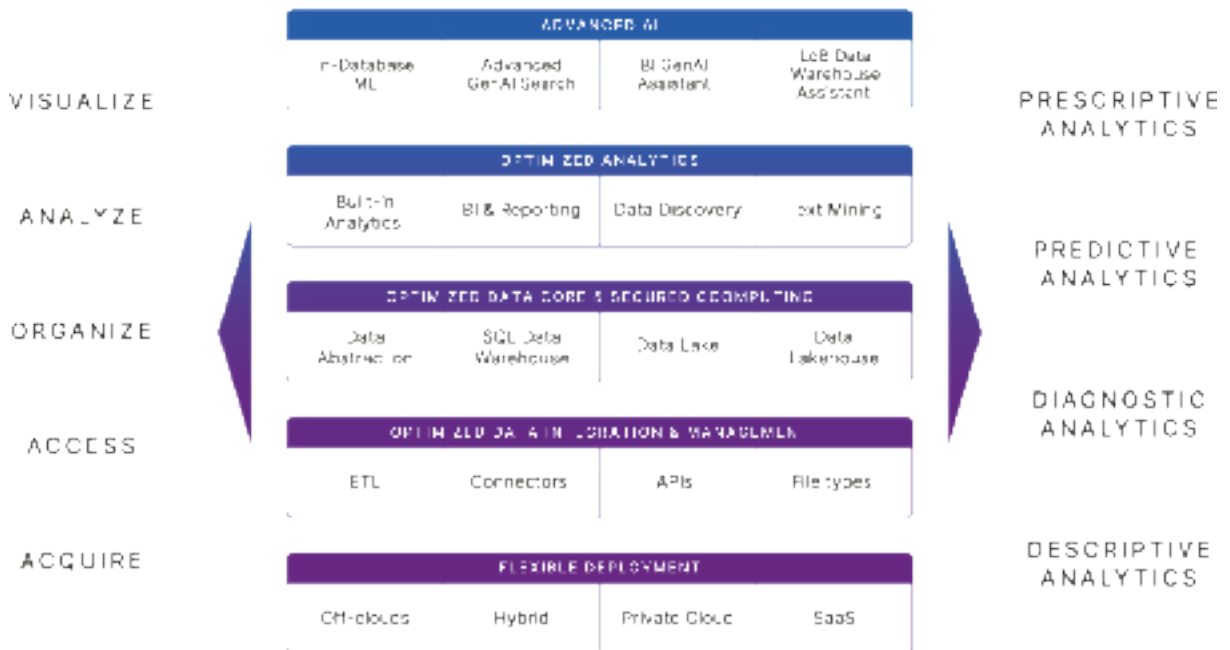 ADVANCED AI
In-Database
ML
Advanced
GenAI Search
BI GenAI
Assistant
LoB Data
Warehouse
Assistant
VISUALIZE
ANALYZE
ORGANIZE
ACCESS
ACQUIRE
OPTIMIZED ANALYTICS
Built-in
Analytics
BI & Reporting
Data Discovery
Text Mining
OPTIMIZED DATA CORE & SECURED CCOMPUTING
Data
Abstraction
SQL Data
Warehouse
Data Lake
Data
Lakehouse
OPTIMIZED DATA INTEGRATION & MANAGEMENT
ETL
Connectors
APIs
File types
FLEXIBLE DEPLOYMENT
Off-clouds
Hybrid
Private Cloud
SaaS
PRESCRIPTIVE
ANALYTICS
PREDICTIVE
ANALYTICS
DIAGNOSTIC
ANALYTICS
DESCRIPTIVE
ANALYTICS